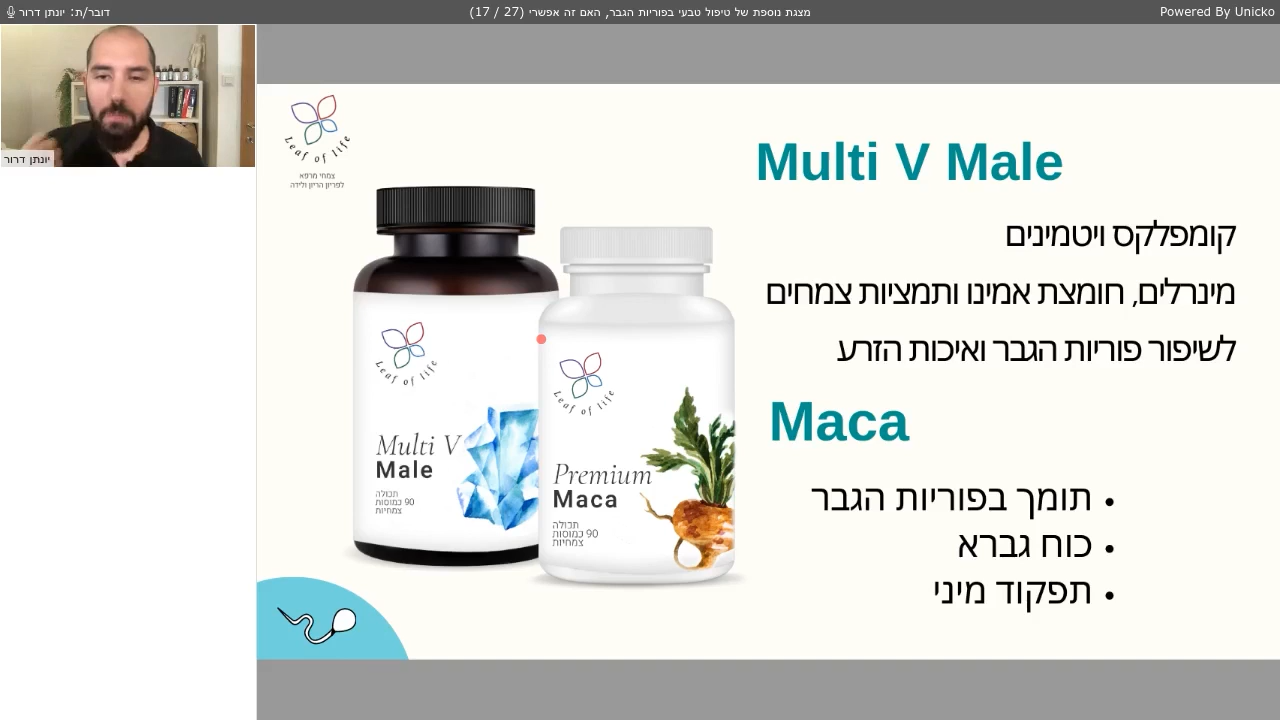 דובר/ת: יונתן דרור
מצגת נוספת של טיפול טבעי בפוריות הגבר, האם זה אפשרי (27 / 17)
Powered By Unicko
יונתן דרור
Leaf of life
צמחי מרפא
לפריון הריון ולידה
Multi V Male
קומפלקס ויטמינים
מינרלים, חומצת אמינו ותמציות צמחים
לשיפור פוריות הגבר ואיכות הזרע
Maca
• תומך בפוריות הגבר
• כוח גברא
• תפקוד מיני
Leaf of life
Multi V
Male
תכולה
90 כמוסות
צמחיות
Leaf of life
Premium
Maca
תכולה
90 כמוסות
צמחיות